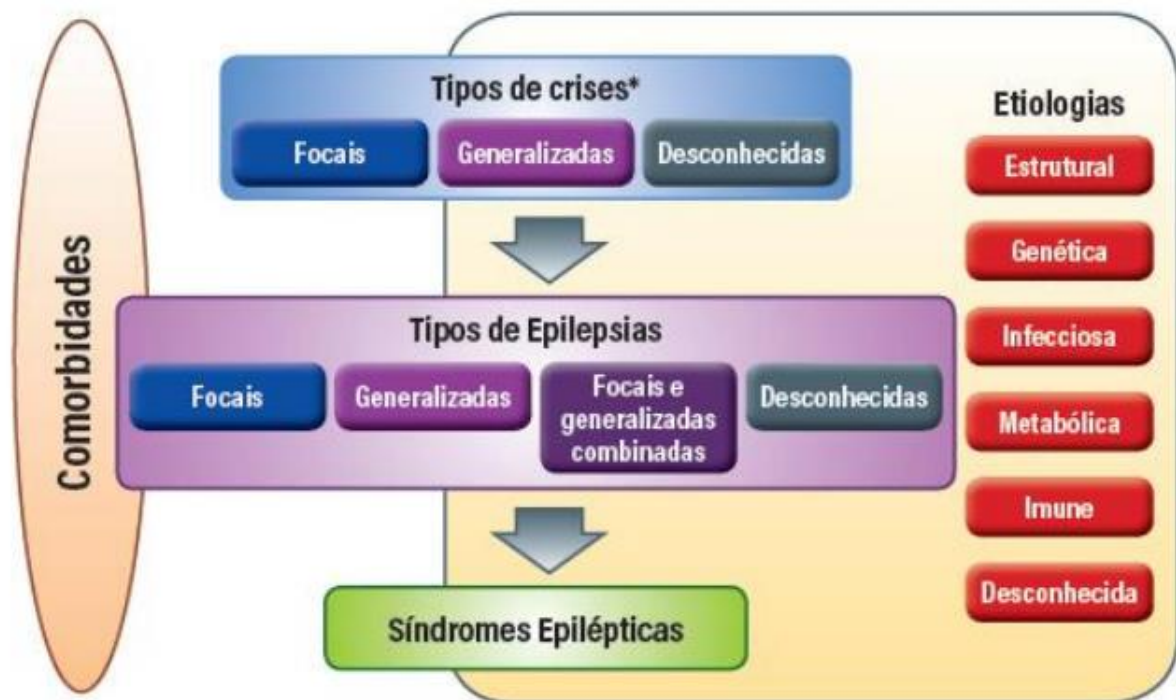 Comorbidades
Tipos de crises*
Focais
Generalizadas
Desconhecidas
Tipos de Epilepsias
Focais
Generalizadas
Focais e
generalizadas
combinadas
Desconhecidas
Síndromes Epilépticas
Etiologias
Estrutural
Genética
Infecciosa
Metabólica
Imune
Desconhecida